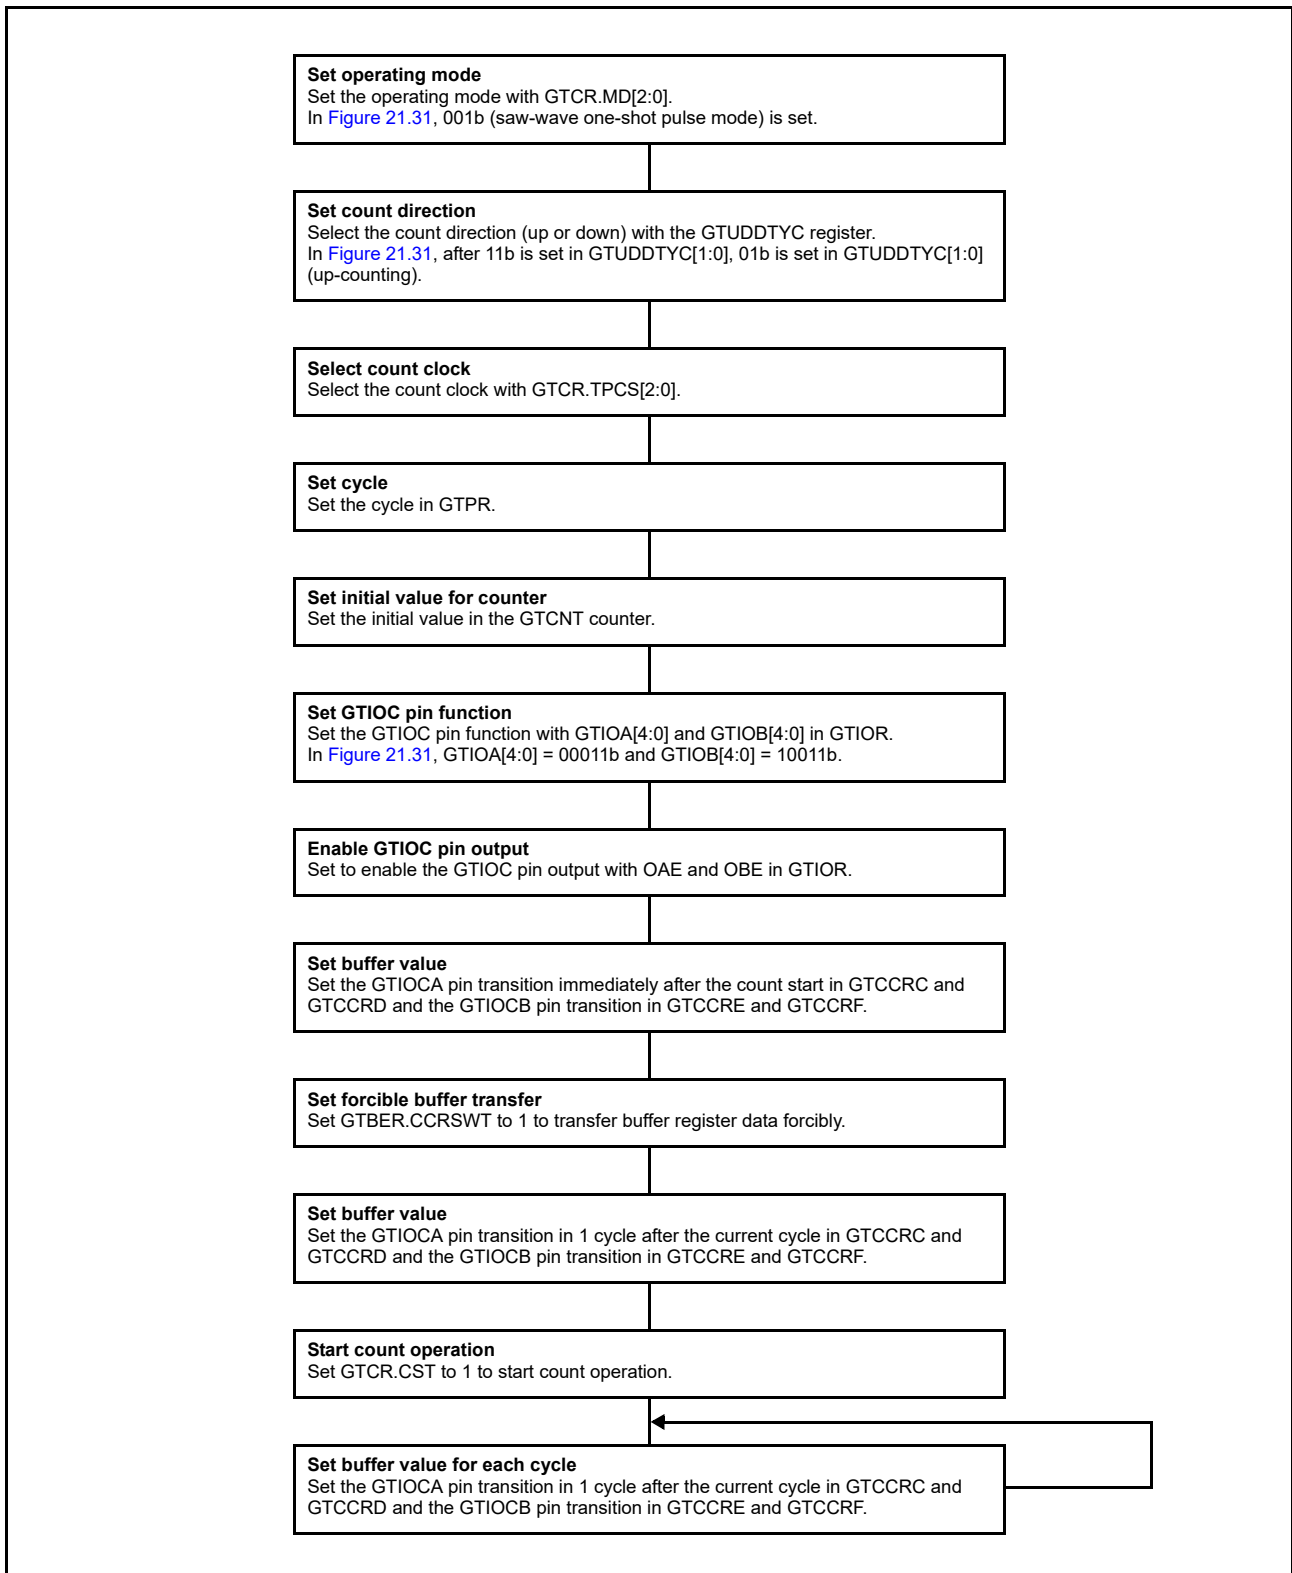 Set operating mode
Set the operating mode with GTCR.MD[2:0].
In Figure 21.31, 001b (saw-wave one-shot pulse mode) is set.
Set count direction
Select the count direction (up or down) with the GTUDDTYC register.
In Figure 21.31, after 11b is set in GTUDDTYC[1:0], 01b is set in GTUDDTYC[1:0]
(up-counting).
Select count clock
Select the count clock with GTCR.TPCS[2:0].
Set cycle
Set the cycle in GTPR.
Set initial value for counter
Set the initial value in the GTCNT counter.
Set GTIOC pin function
Set the GTIOC pin function with GTIOA[4:0] and GTIOB[4:0] in GTIOR.
In Figure 21.31, GTIOA[4:0] = 00011b and GTIOB[4:0] = 10011b.
Enable GTIOC pin output
Set to enable the GTIOC pin output with OAE and OBE in GTIOR.
Set buffer value
Set the GTIOCA pin transition immediately after the count start in GTCCRC and
GTCCRD and the GTIOCB pin transition in GTCCRE and GTCCRF.
Set forcible buffer transfer
Set GTBER.CCRSWT to 1 to transfer buffer register data forcibly.
Set buffer value
Set the GTIOCA pin transition in 1 cycle after the current cycle in GTCCRC and
GTCCRD and the GTIOCB pin transition in GTCCRE and GTCCRF.
Start count operation
Set GTCR.CST to 1 to start count operation.
Set buffer value for each cycle
Set the GTIOCA pin transition in 1 cycle after the current cycle in GTCCRC and
GTCCRD and the GTIOCB pin transition in GTCCRE and GTCCRF.